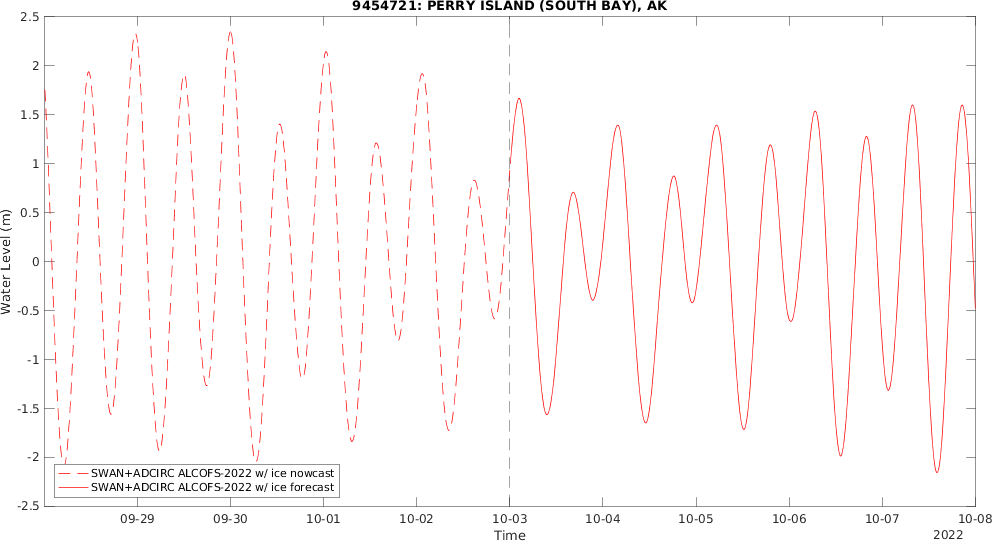 9454721: PERRY ISLAND (SOUTH BAY), AK
2.5
2
1.5
1
0.5
0
-0.5
-1
-1.5
-2
-2.5
Water Level (m)
SWAN+ADCIRC ALCOFS-2022 w/ ice nowcast
SWAN+ADCIRC ALCOFS-2022 w/ ice forecast
09-29 09-30 10-01 10-02 10-03 10-04 10-05 10-06 10-07 10-08
Time
2022